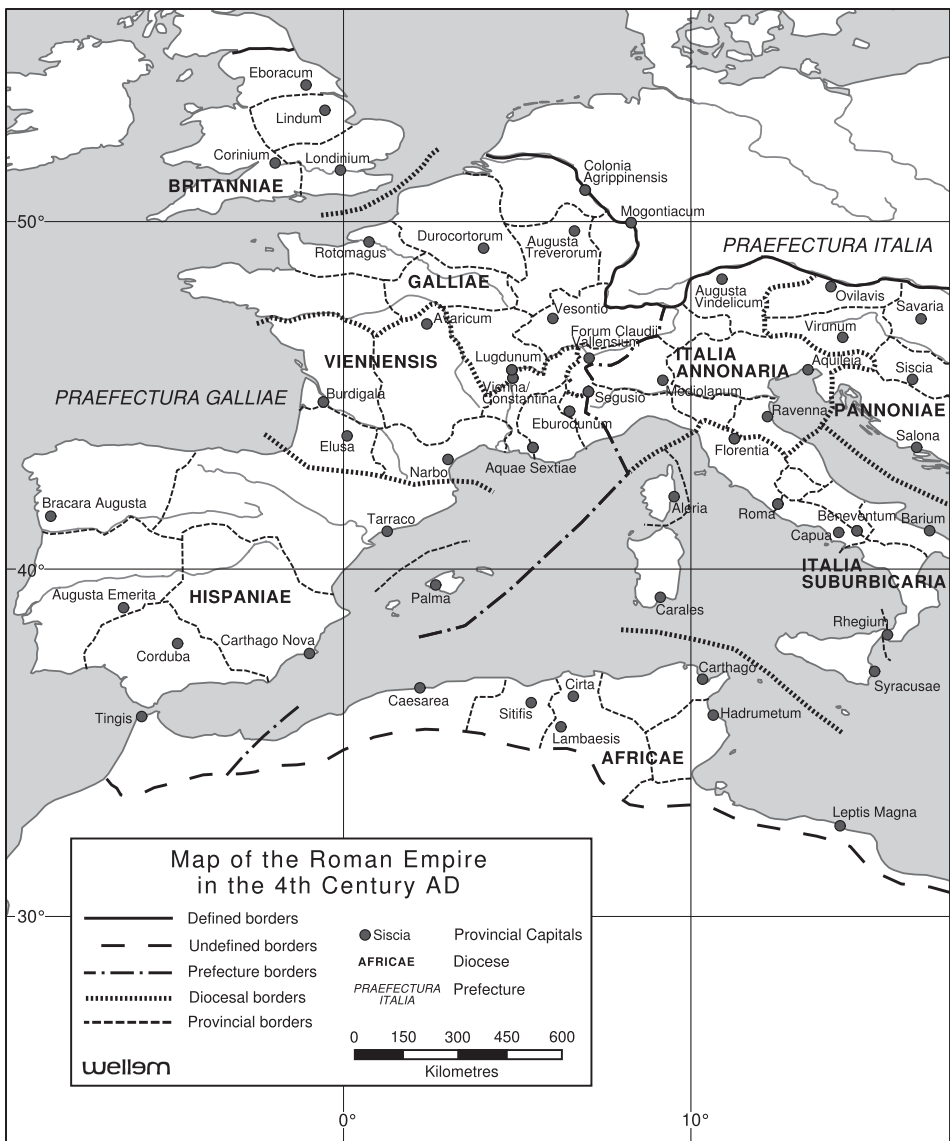 Eboracum
Lindum
Corinium
Londinium
BRITANNIAE
Colonia
Agrippinensis
50°
Mogontiacum
Rotomagus
Durocortorum
Augusta
Treverorum
PRAEFECTURA ITALIA
GALLIAE
Augusta
Vindelicum
Ovilavis
Savaria
Avaricum
Vesontio
Virunum
Forum Claudii
Vallensium
VIENNENSIS
Lugdunum
ITALIA
ANNONARIA
Aquileia
Siscia
Vienna/
Constantina
Segusio
Mediolanum
PRAEFECTURA GALLIAE
Burdigala
Eburodunum
Ravenna
PANNONIAE
Elusa
Narbo
Aquae Sextiae
Florentia
Salona
Bracara Augusta
Tarraco
Aleria
Roma
Beneventum
Barium
Capua
40°
ITALIA
SUBURBICARIA
Augusta Emerita
HISPANIAE
Palma
Carales
Rhegium
Corduba
Carthago Nova
Carthago
Syracusae
Tingis
Caesarea
Sitifis
Cirta
Hadrumetum
Lambaesis
AFRICAE
Leptis Magna
Map of the Roman Empire
in the 4th Century AD
30°
Defined borders
Undefined borders
Prefecture borders
Diocesal borders
Provincial borders
Siscia
Provincial Capitals
AFRICAE
Diocese
PRAEFECTURA
ITALIA
Prefecture
0 150 300 450 600
Kilometres
wellem
0°
10°